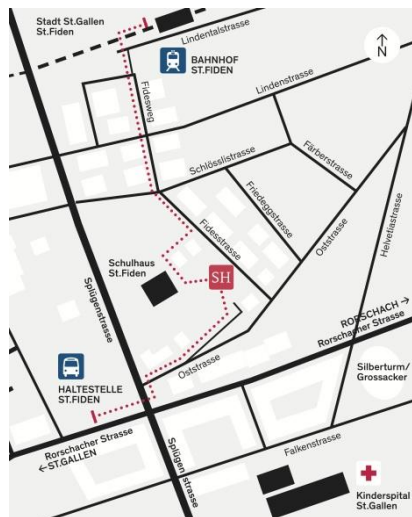 Stadt St.Gallen
St.Fiden
Lindentalstrasse
N
BAHNHOF
ST.FIDEN
Fidesweg
Lindenstrasse
Schlösslistrasse
Färberstrasse
Friedeggstrasse
Fidesstrasse
Oststrasse
Helvetiastrasse
Schulhaus
St.Fiden
SH
Splügenstrasse
RORSCHACH →
Rorschacher Strasse
HALTESTELLE
ST.FIDEN
Oststrasse
Silberturm/
Grossacker
Rorschacher Strasse
←ST.GALLEN
Splügenstrasse
Falkenstrasse
Kinderspital
St.Gallen